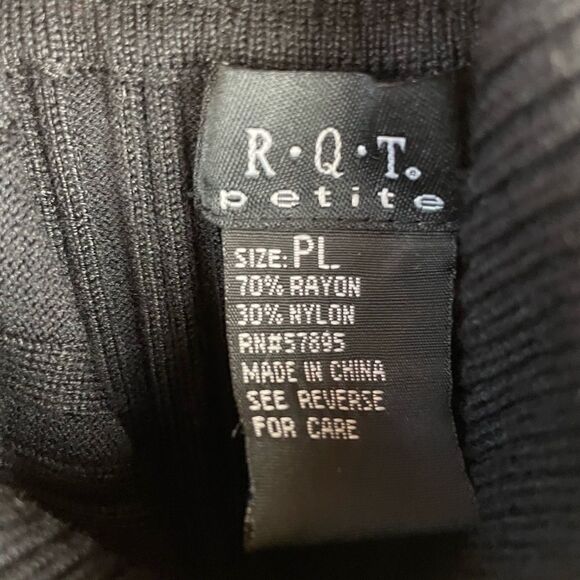 R·Q·T.
petite
SIZE: PL
70% RAYON
30% NYLON
RN#57895
MADE IN CHINA
SEE REVERSE
FOR CARE